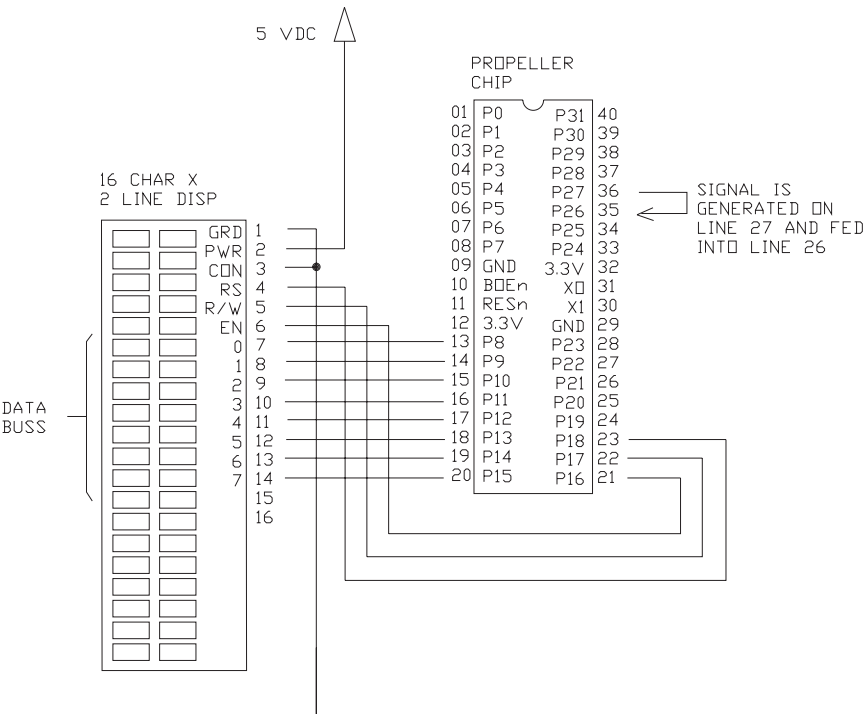 5 VDC
PROPELLER
CHIP
01 P0 P31 40
02 P1 P30 39
03 P2 P29 38
04 P3 P28 37
05 P4 P27 36
06 P5 P26 35
07 P6 P25 34
08 P7 P24 33
09 GND 3.3V 32
10 BOEn XO 31
11 RESn X1 30
12 3.3V GND 29
13 P8 P23 28
14 P9 P22 27
15 P10 P21 26
16 P11 P20 25
17 P12 P19 24
18 P13 P18 23
19 P14 P17 22
20 P15 P16 21
SIGNAL IS
GENERATED ON
LINE 27 AND FED
INTO LINE 26
16 CHAR X
2 LINE DISP
GRD 1
PWR 2
CON 3
RS 4
R/W 5
EN 6
0 7
1 8
2 9
3 10
4 11
5 12
6 13
7 14
15
16
DATA
BUSS